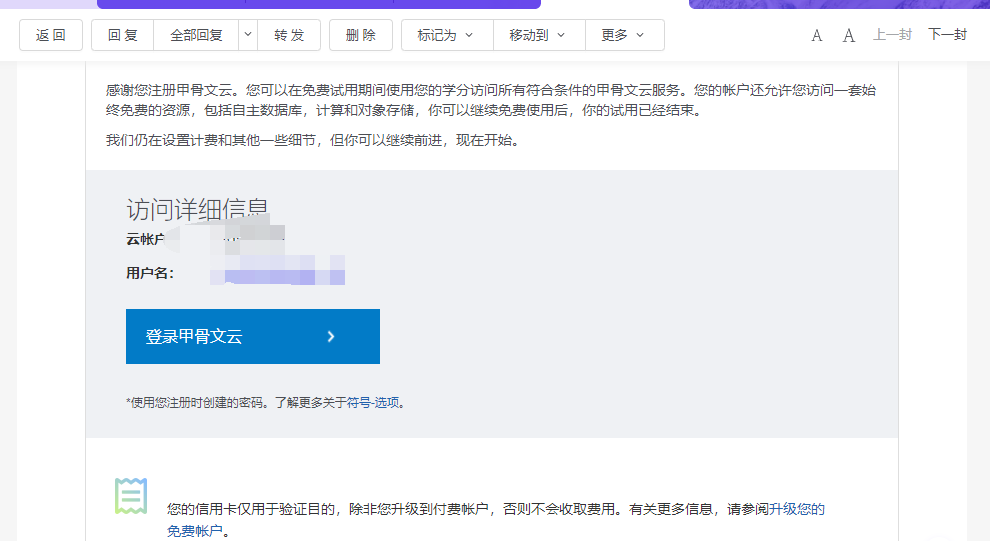 返 回 回 复 全部回复 转 发 删 除 标记为 移动到 更多 A A 上一封 下一封
感谢您注册甲骨文云。您可以在免费试用期间使用您的学分访问所有符合条件的甲骨文云服务。您的帐户还允许您访问一套始
终免费的资源，包括自主数据库，计算和对象存储，你可以继续免费使用后，你的试用已经结束。
我们仍在设置计费和其他一些细节，但你可以继续前进，现在开始。
访问详细信息
云帐户
用户名：
登录甲骨文云
*使用您注册时创建的密码。了解更多关于符号-选项。
您的信用卡仅用于验证目的，除非您升级到付费帐户，否则不会收取费用。有关更多信息，请参阅升级您的
免费帐户。